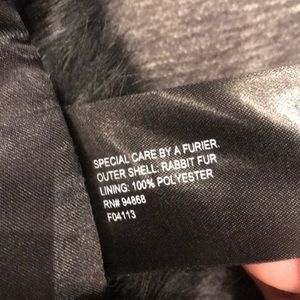 SPECIAL CARE BY A FURIER.
OUTER SHELL: RABBIT FUR
LINING: 100% POLYESTER
RN# 94868
F04113